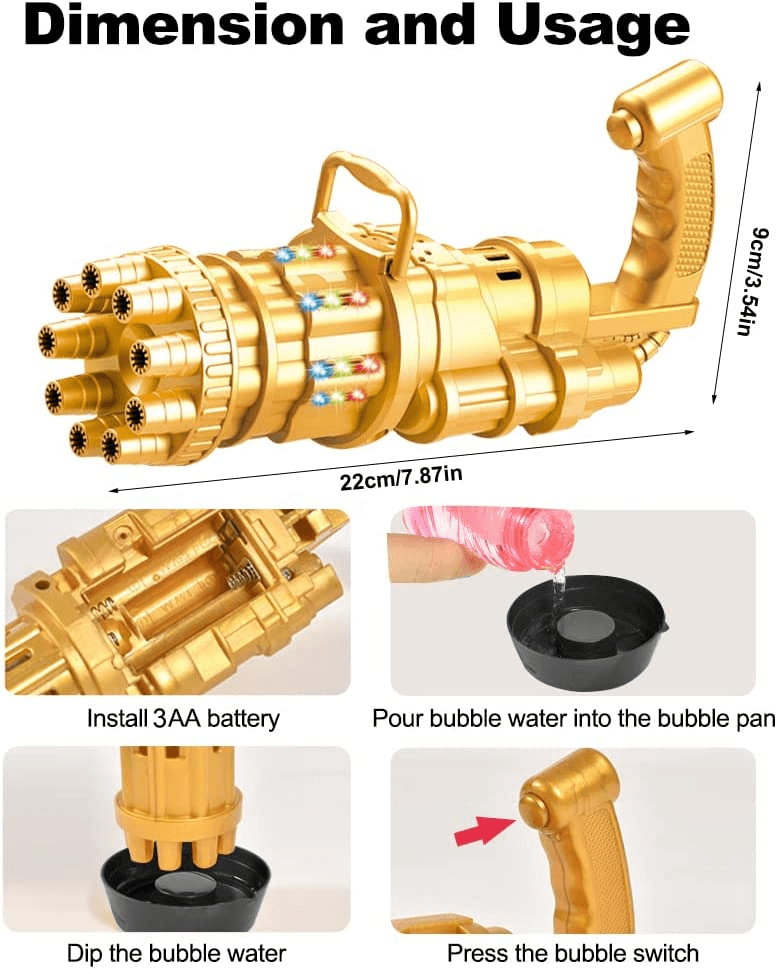 Dimension and Usage
9cm/3.54in
22cm/7.87in
Install 3AA battery
Pour bubble water into the bubble pan
Dip the bubble water
Press the bubble switch